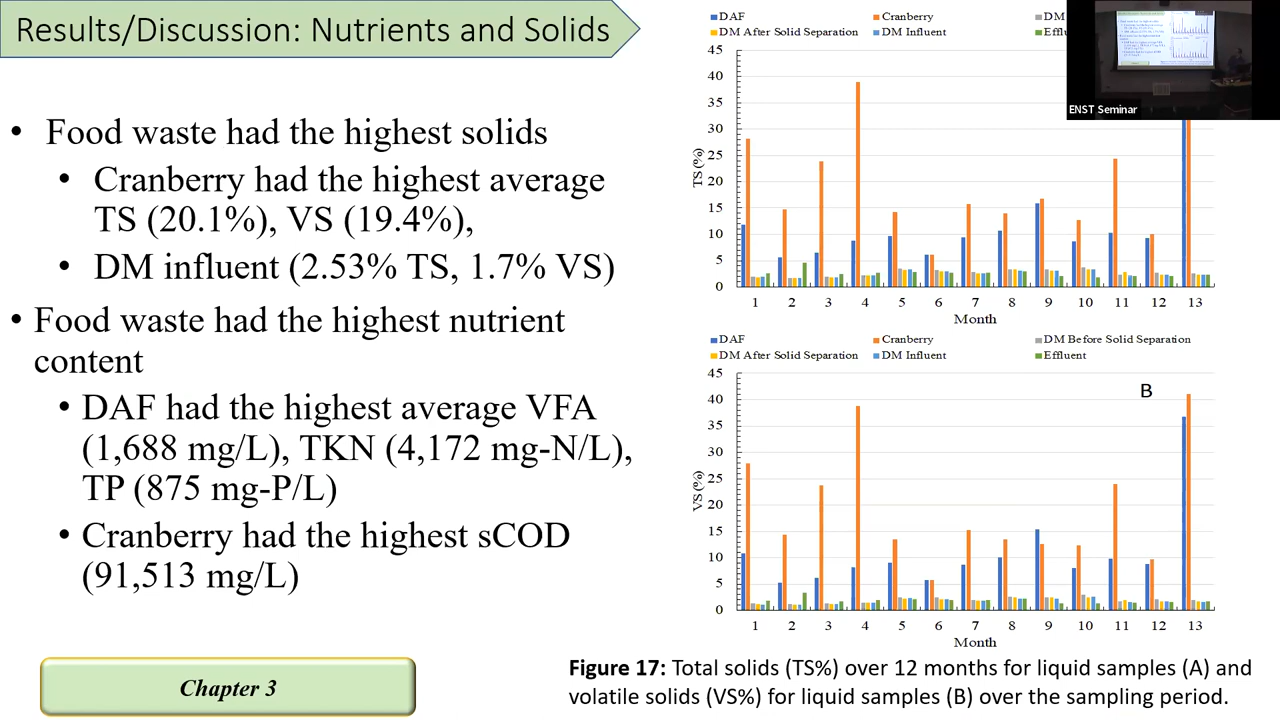 Results/Discussion: Nutrients and Solids
• Food waste had the highest solids
• Cranberry had the highest average
TS (20.1%), VS (19.4%),
• DM influent (2.53% TS, 1.7% VS)
• Food waste had the highest nutrient
content
• DAF had the highest average VFA
(1,688 mg/L), TKN (4,172 mg-N/L),
TP (875 mg-P/L)
• Cranberry had the highest sCOD
(91,513 mg/L)
Chapter 3
DAF Cranberry DM
DM After Solid Separation DM Influent
45
40
35
30
25
20
15
10
5
0
TS (%)
1 2 3 4 5 6 7 8 9 10 11 12 13
Month
ENST Seminar
DAF Cranberry DM Before Solid Separation
DM After Solid Separation DM Influent Effluent
B
45
40
35
30
25
20
15
10
5
0
VS (%)
1 2 3 4 5 6 7 8 9 10 11 12 13
Month
Figure 17: Total solids (TS%) over 12 months for liquid samples (A) and
volatile solids (VS%) for liquid samples (B) over the sampling period.